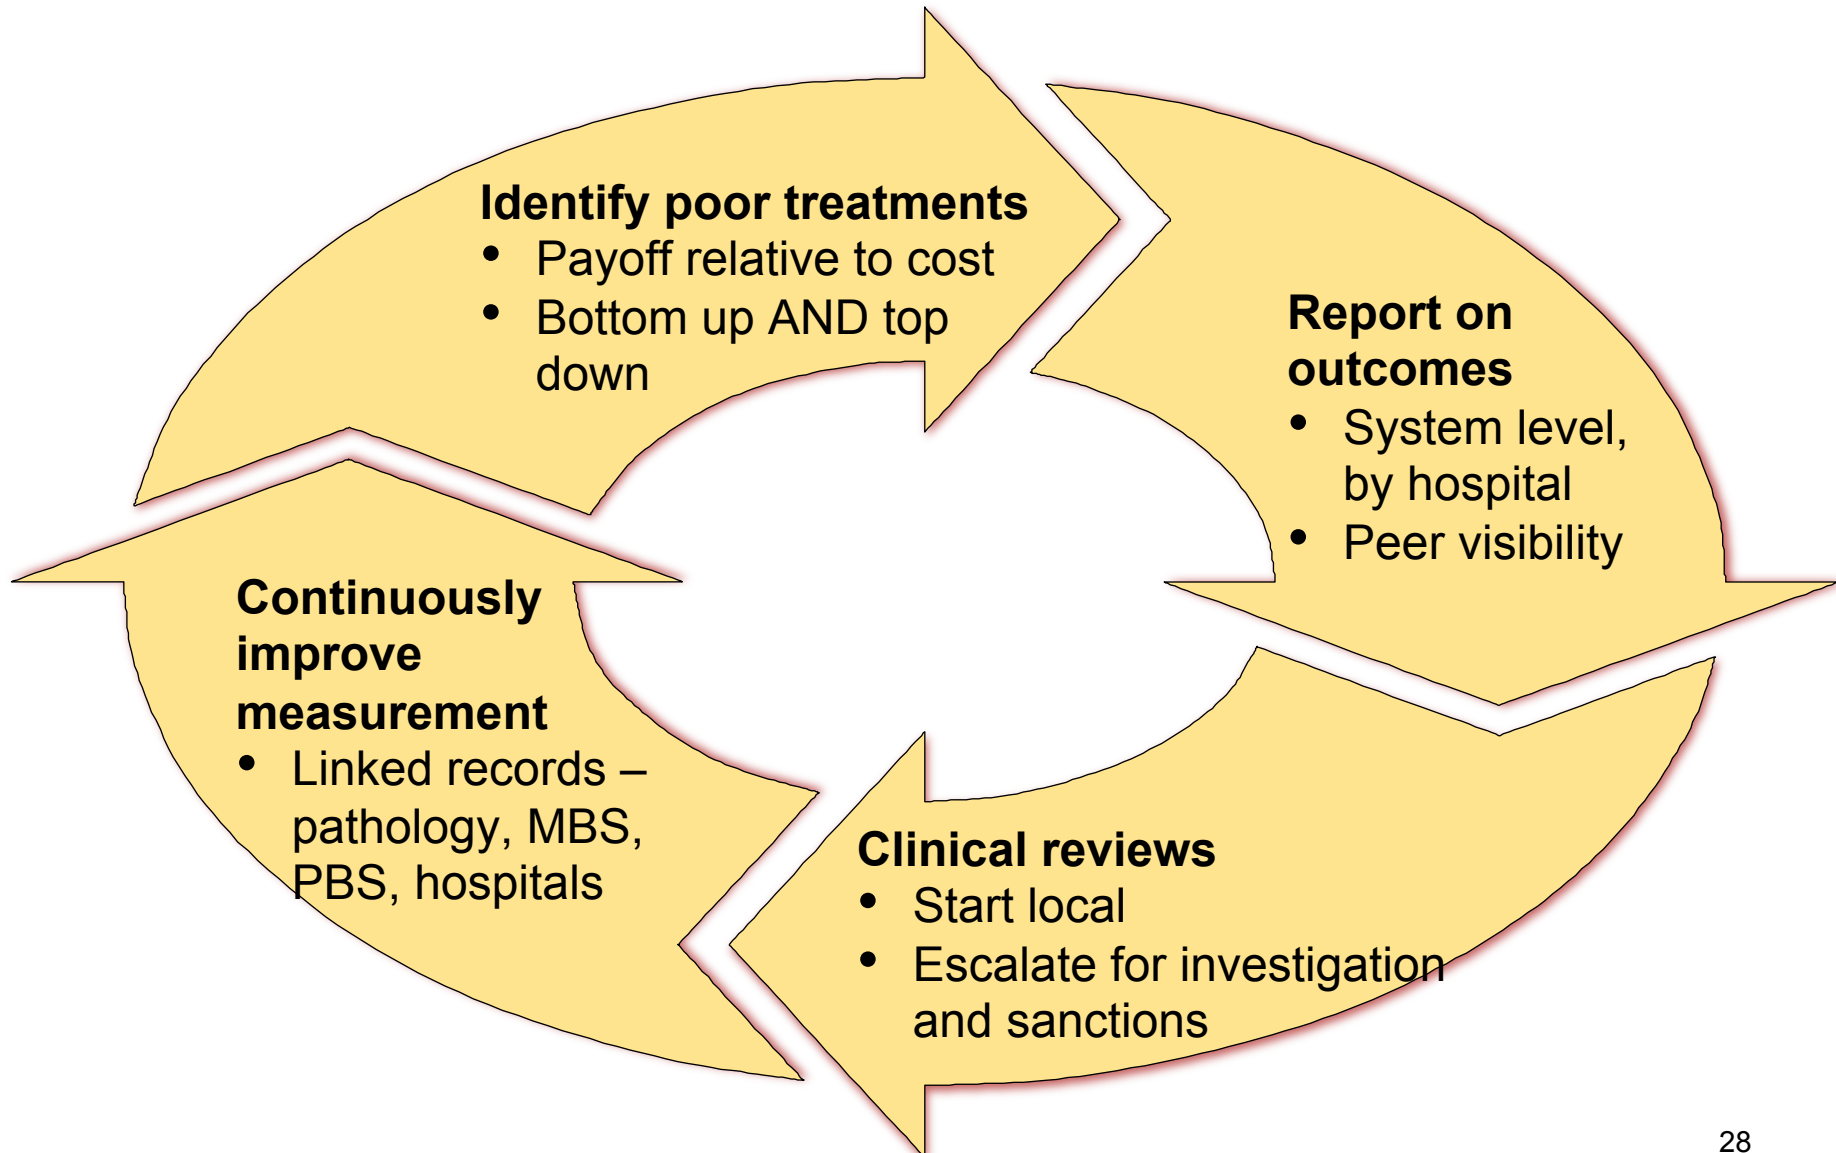 Identify poor treatments
• Payoff relative to cost
• Bottom up AND top
down
Report on
outcomes
• System level,
by hospital
• Peer visibility
Clinical reviews
• Start local
• Escalate for investigation
and sanctions
Continuously
improve
measurement
• Linked records –
pathology, MBS,
PBS, hospitals
28